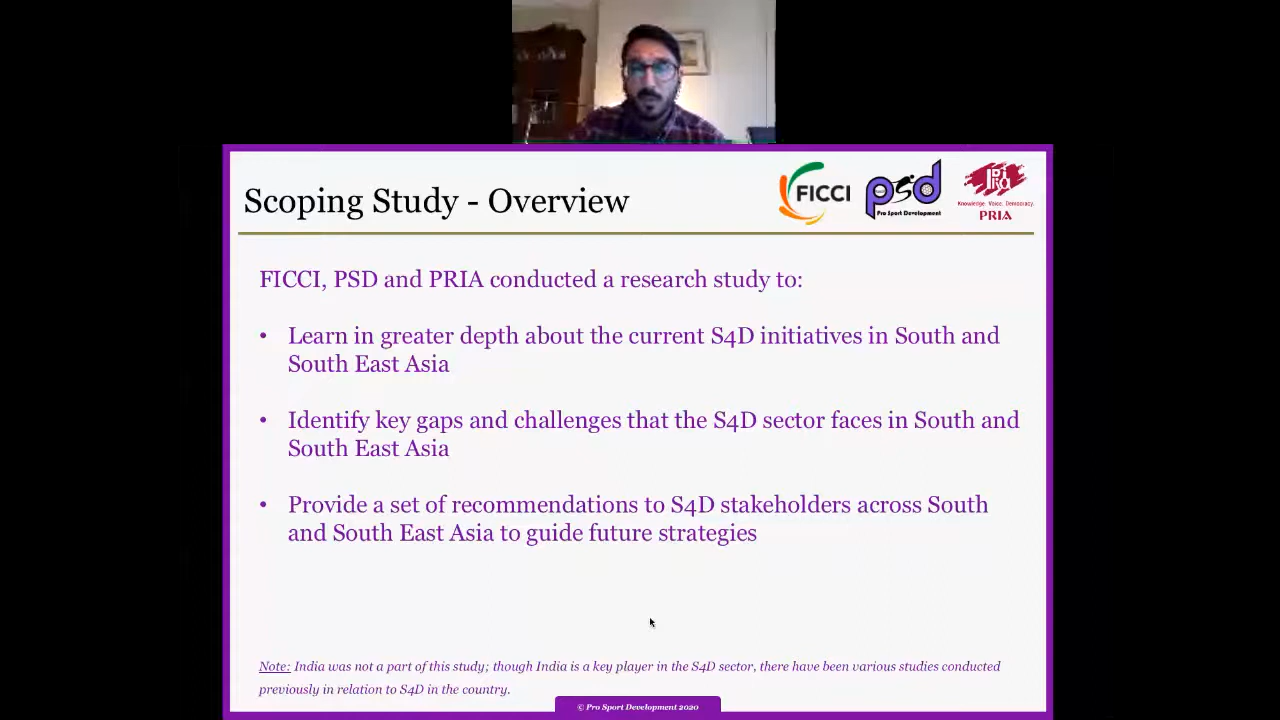 Scoping Study - Overview
FICCI
psd
Pro Sport Development
Knowledge. Voice. Democracy.
PRIA
FICCI, PSD and PRIA conducted a research study to:
• Learn in greater depth about the current S4D initiatives in South and
South East Asia
• Identify key gaps and challenges that the S4D sector faces in South and
South East Asia
• Provide a set of recommendations to S4D stakeholders across South
and South East Asia to guide future strategies
Note: India was not a part of this study; though India is a key player in the S4D sector, there have been various studies conducted
previously in relation to S4D in the country.
© Pro Sport Development 2020